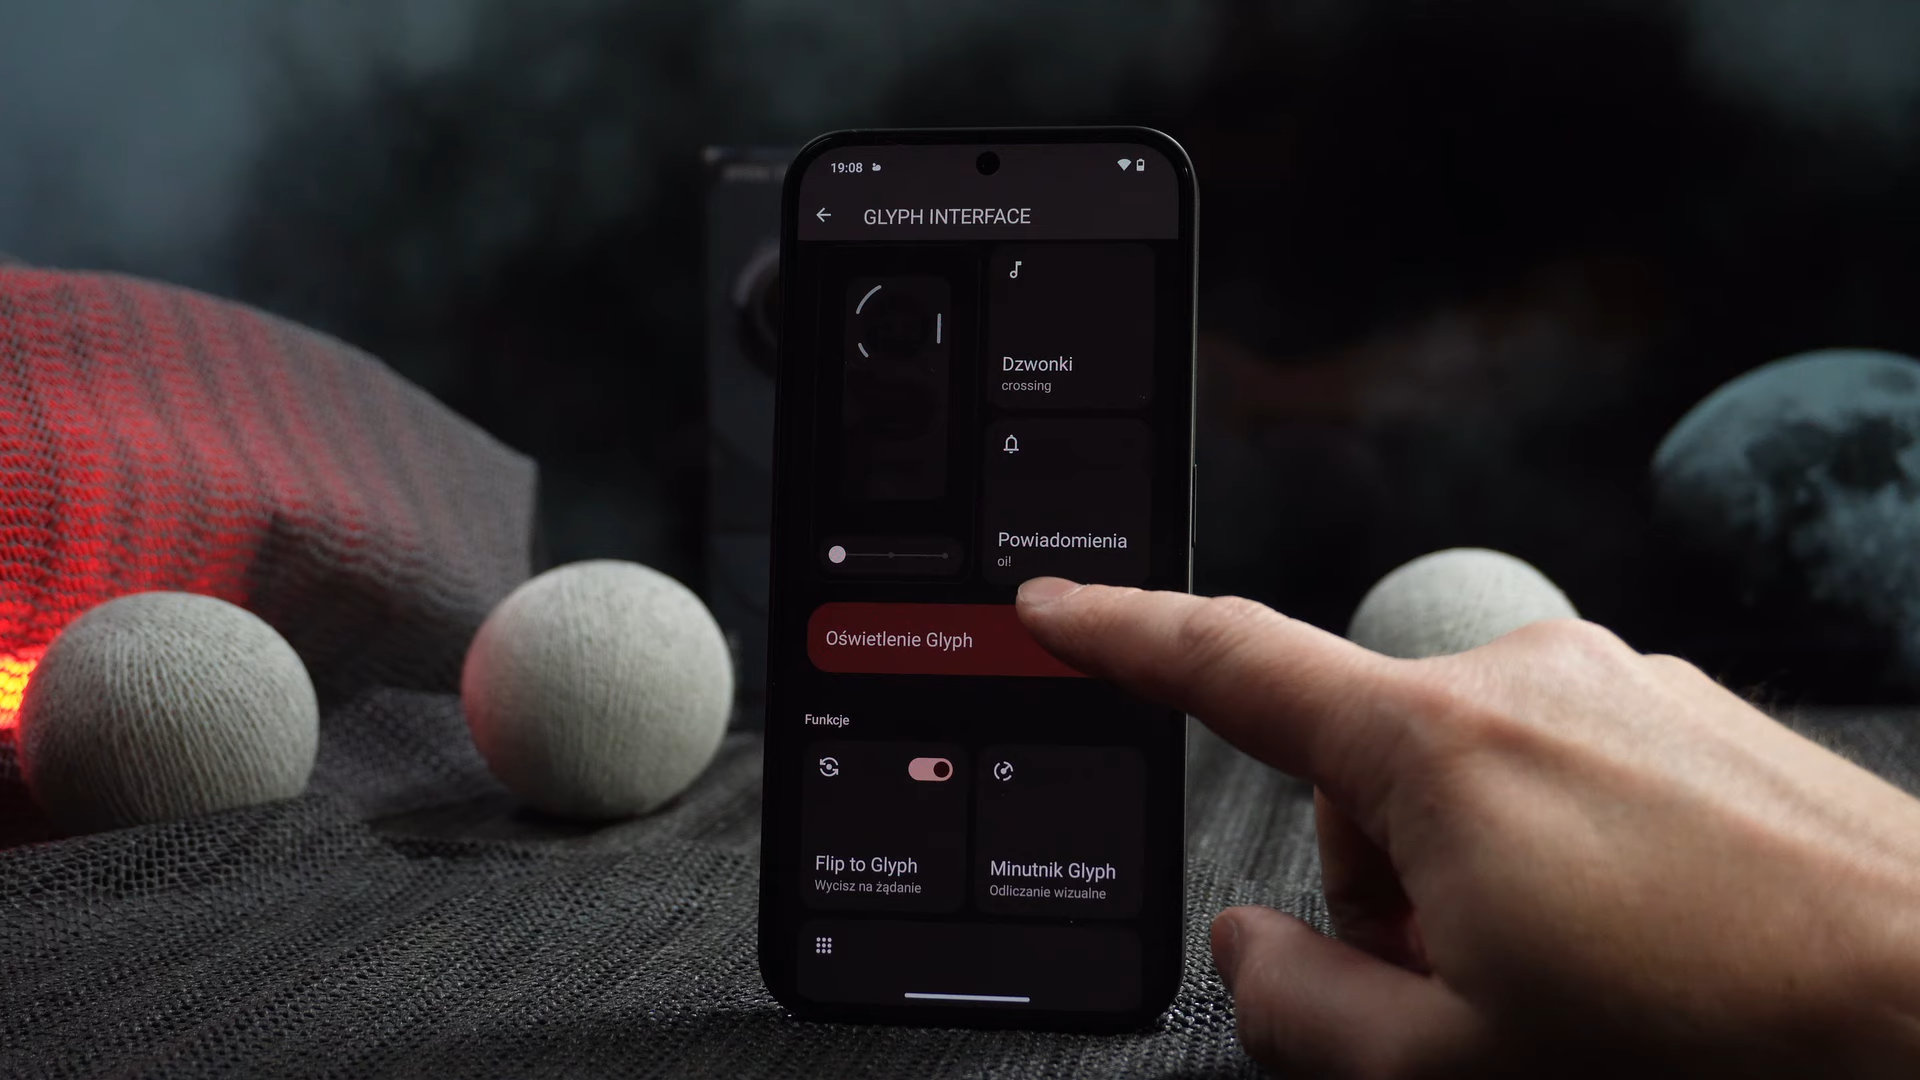 19:08
GLYPH INTERFACE
Dzwonki
crossing
Powiadomienia
oi!
Oświetlenie Glyph
Funkcje
Flip to Glyph
Wycisz na żądanie
Minutnik Glyph
Odliczanie wizualne